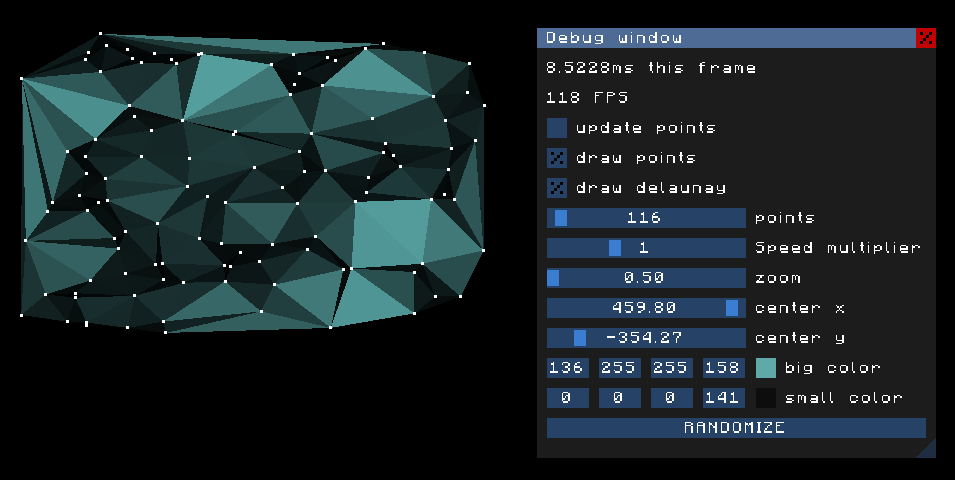 Debug window
8.5228ms this frame
118 FPS
update points
draw points
draw delaunay
116 points
1 Speed multiplier
0.50 zoom
459.80 center x
-354.27 center y
136 255 255 158 big color
0 0 0 141 small color
RANDOMIZE